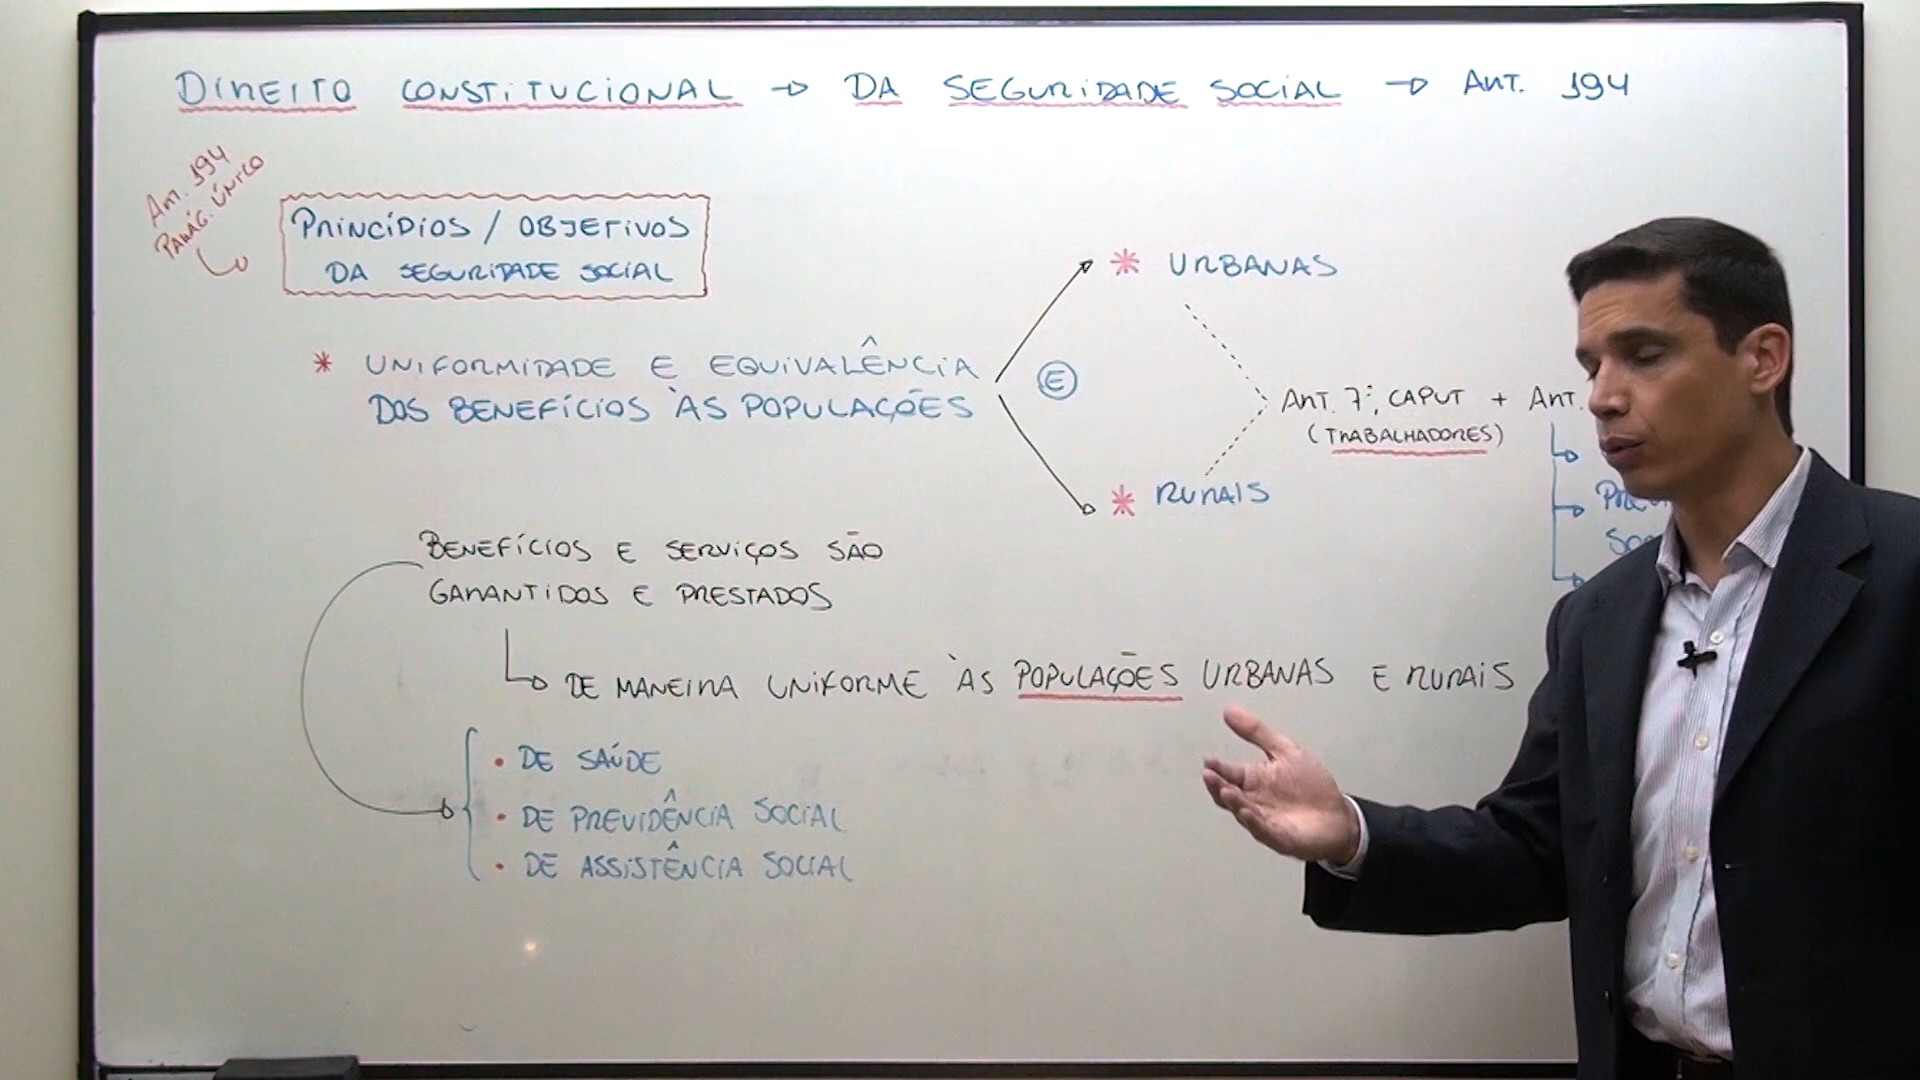 DIREITO CONSTITUCIONAL → DA SEGURIDADE SOCIAL → ART. 194
ART. 194
PARÁG. ÚNICO
PRINCÍPIOS / OBJETIVOS
DA SEGURIDADE SOCIAL
* UNIFORMIDADE E EQUIVALÊNCIA
DOS BENEFÍCIOS ÀS POPULAÇÕES
E
* URBANAS
* RURAIS
ART. 7º, CAPUT + ART.
(TRABALHADORES)
BENEFÍCIOS E SERVIÇOS SÃO
GARANTIDOS E PRESTADOS
DE MANEIRA UNIFORME ÀS POPULAÇÕES URBANAS E RURAIS
• DE SAÚDE
• DE PREVIDÊNCIA SOCIAL
• DE ASSISTÊNCIA SOCIAL